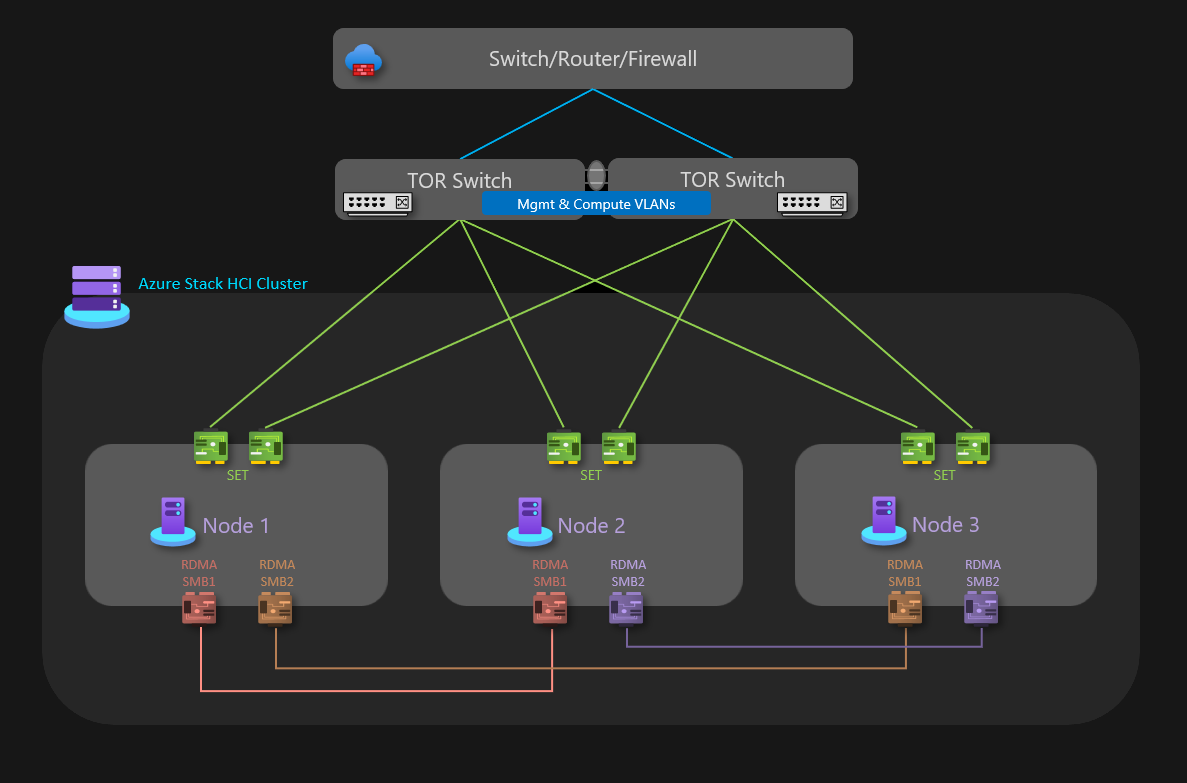 Switch/Router/Firewall
TOR Switch
TOR Switch
Mgmt & Compute VLANs
Azure Stack HCI Cluster
SET
SET
SET
Node 1
Node 2
Node 3
RDMA
SMB1
RDMA
SMB2
RDMA
SMB1
RDMA
SMB2
RDMA
SMB1
RDMA
SMB2